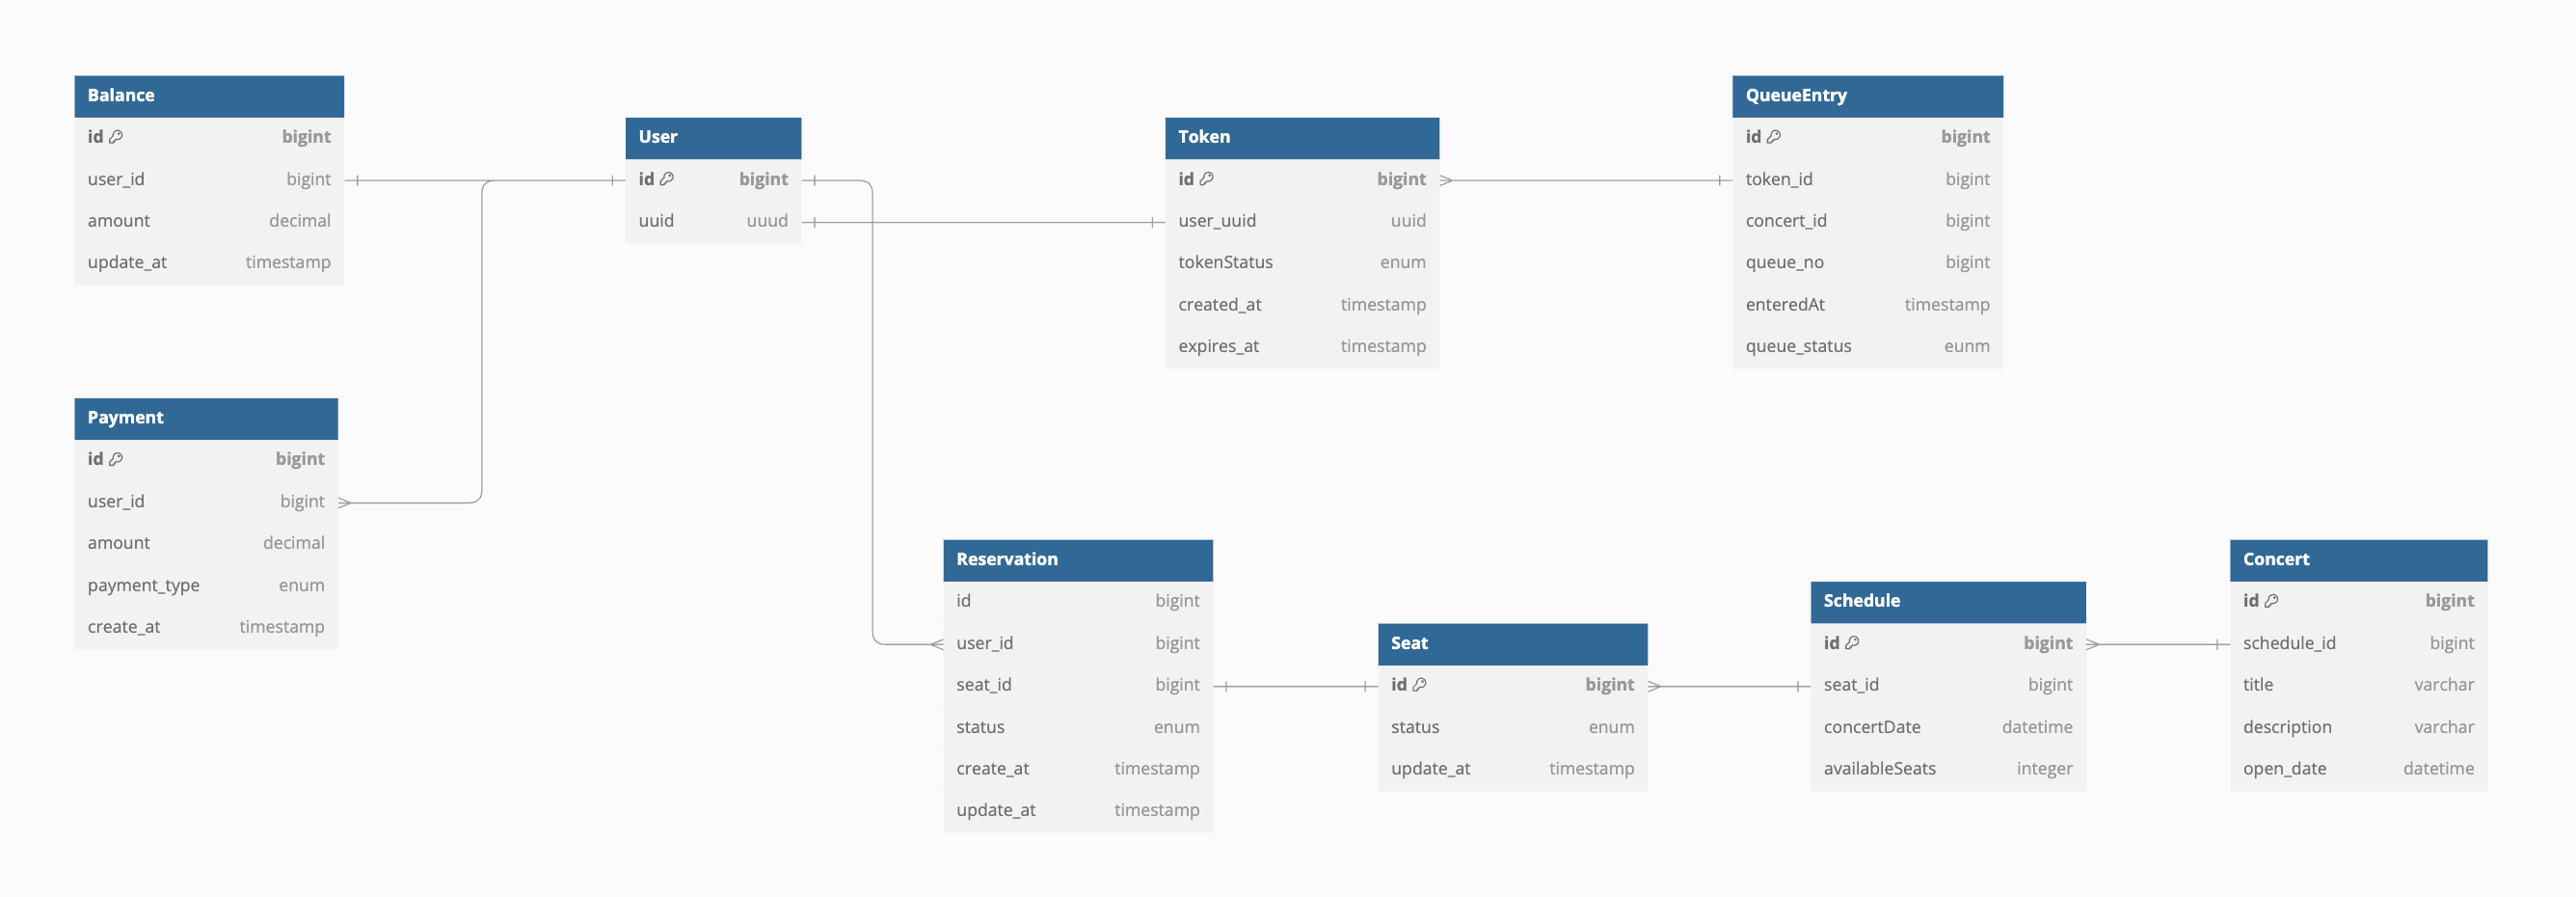 Balance
id bigint
user_id bigint
amount decimal
update_at timestamp
Payment
id bigint
user_id bigint
amount decimal
payment_type enum
create_at timestamp
User
id bigint
uuid uuud
Token
id bigint
user_uuid uuid
tokenStatus enum
created_at timestamp
expires_at timestamp
QueueEntry
id bigint
token_id bigint
concert_id bigint
queue_no bigint
enteredAt timestamp
queue_status eunm
Reservation
id bigint
user_id bigint
seat_id bigint
status enum
create_at timestamp
update_at timestamp
Seat
id bigint
status enum
update_at timestamp
Schedule
id bigint
seat_id bigint
concertDate datetime
availableSeats integer
Concert
id bigint
schedule_id bigint
title varchar
description varchar
open_date datetime